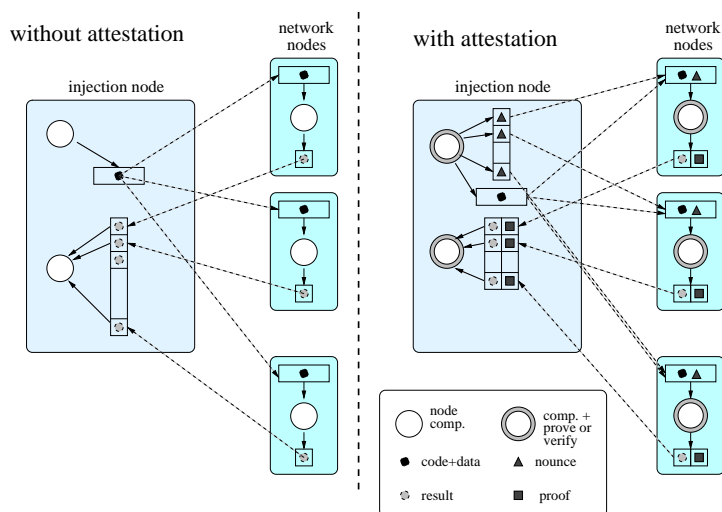 without attestation
network
nodes
injection node
with attestation
network
nodes
injection node
node
comp.
comp. +
prove or
verify
code+data
nounce
result
proof